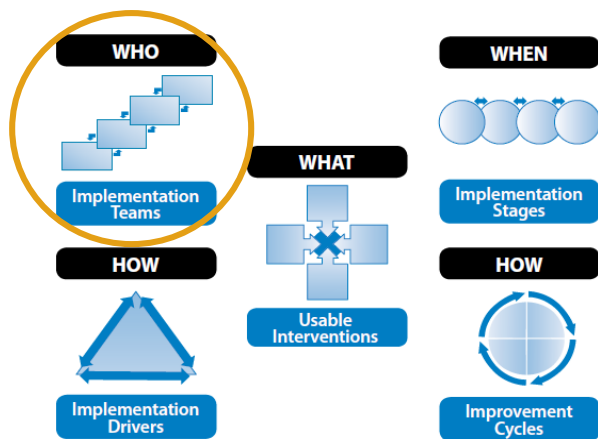 WHO
Implementation
Teams
WHEN
Implementation
Stages
WHAT
Usable
Interventions
HOW
Implementation
Drivers
HOW
Improvement
Cycles